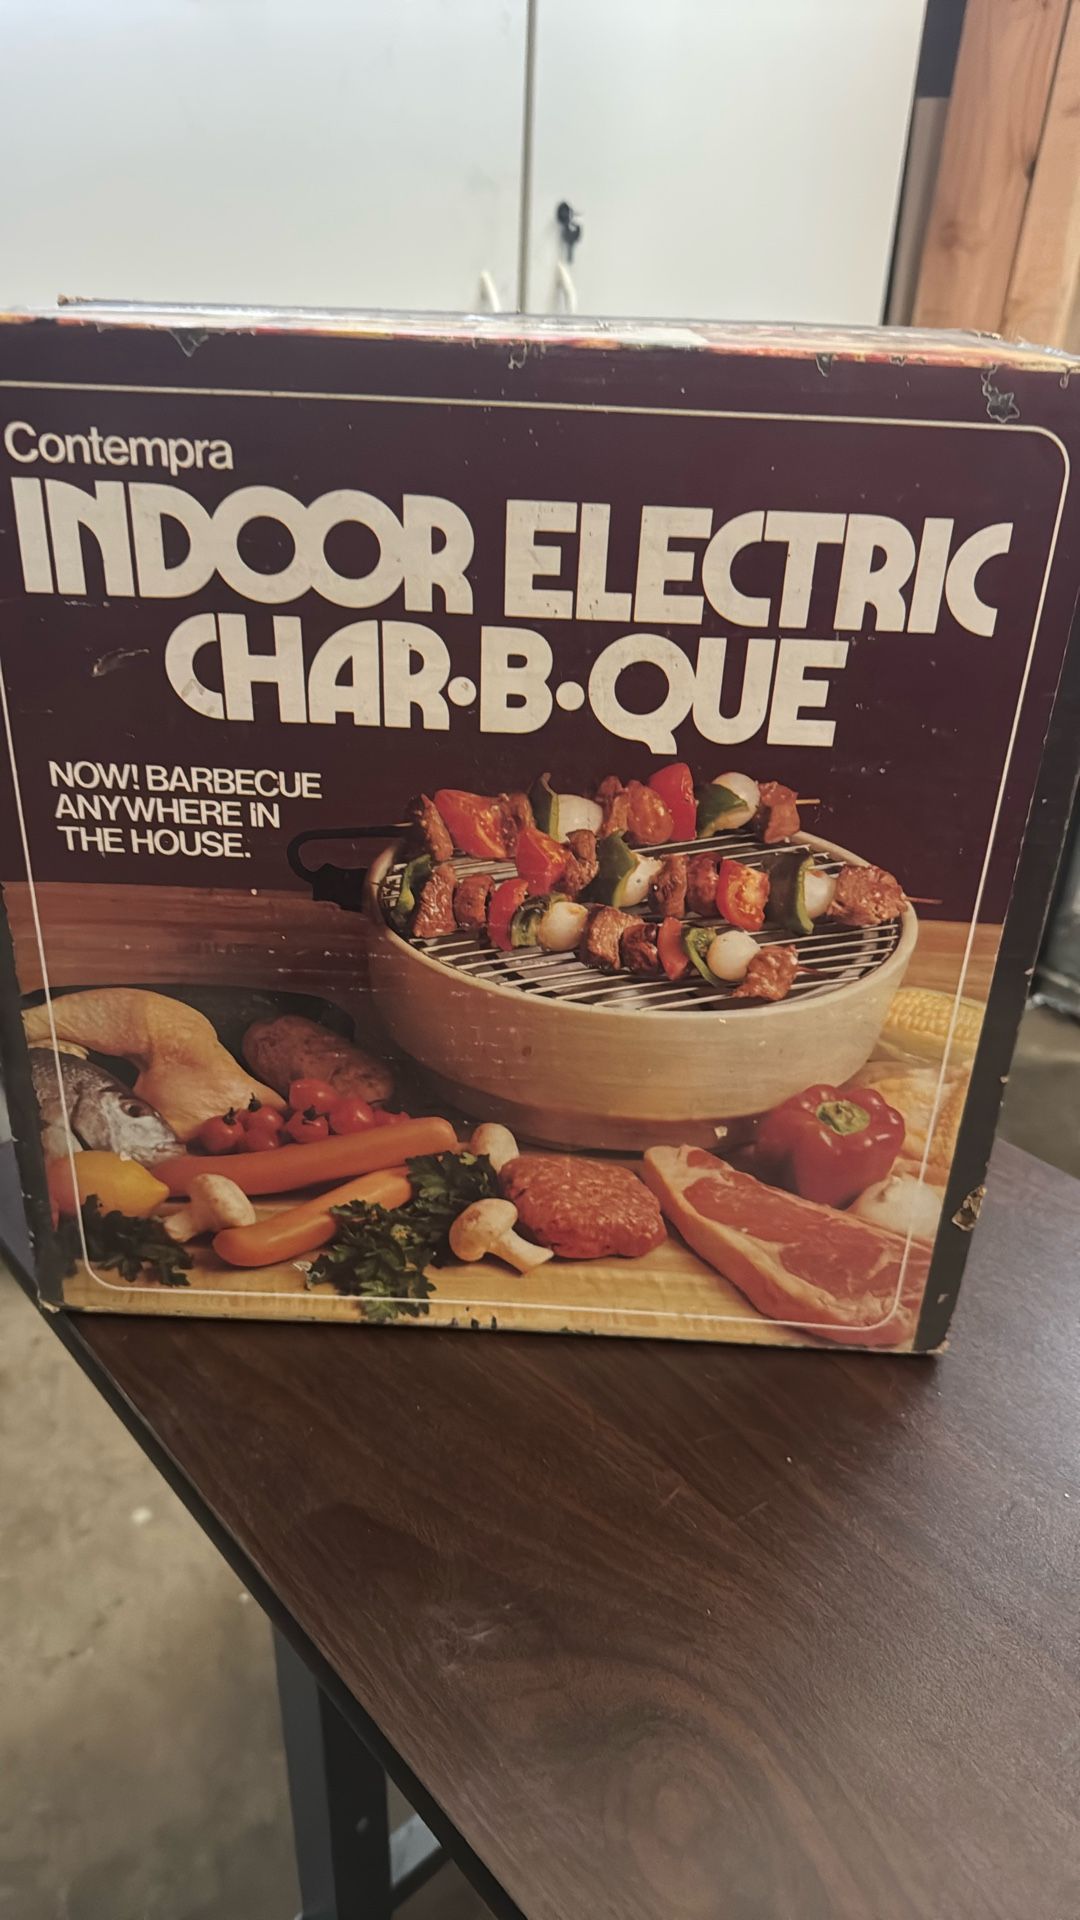 Contempra
INDOOR ELECTRIC
CHAR•B•QUE
NOW! BARBECUE
ANYWHERE IN
THE HOUSE.